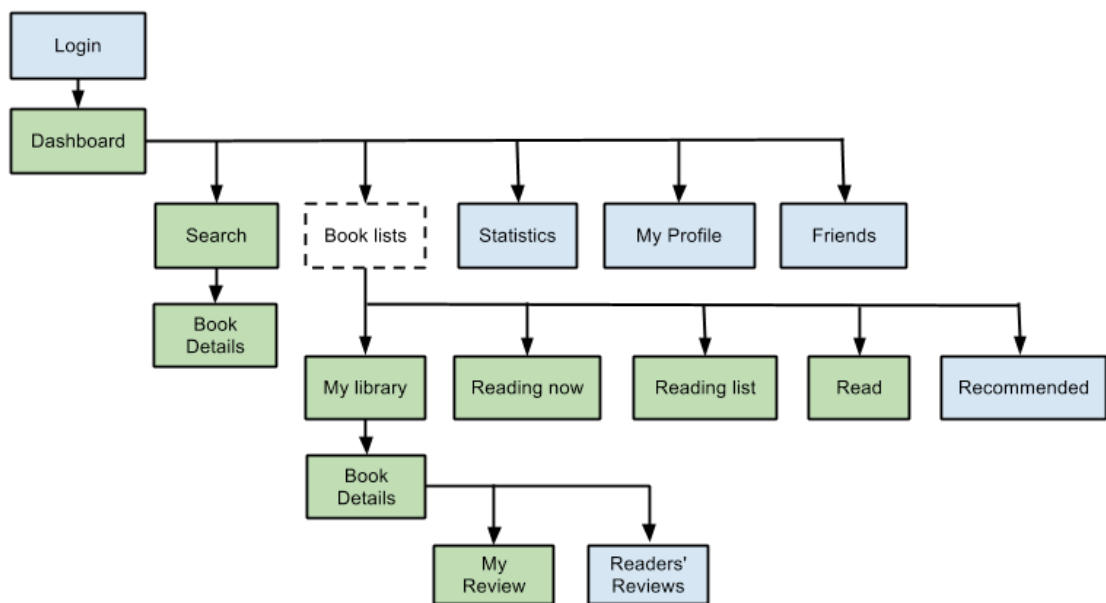 Login
Dashboard
Search
Book lists
Statistics
My Profile
Friends
Book
Details
My library
Reading now
Reading list
Read
Recommended
Book
Details
My
Review
Readers'
Reviews